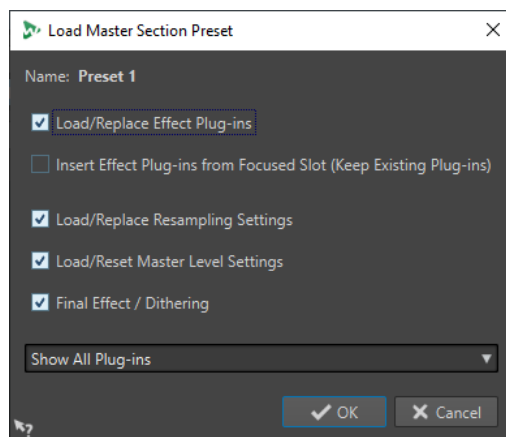 Load Master Section Preset
Name: Preset 1
Load/Replace Effect Plug-ins
Insert Effect Plug-ins from Focused Slot (Keep Existing Plug-ins)
Load/Replace Resampling Settings
Load/Reset Master Level Settings
Final Effect / Dithering
Show All Plug-ins
OK Cancel
?